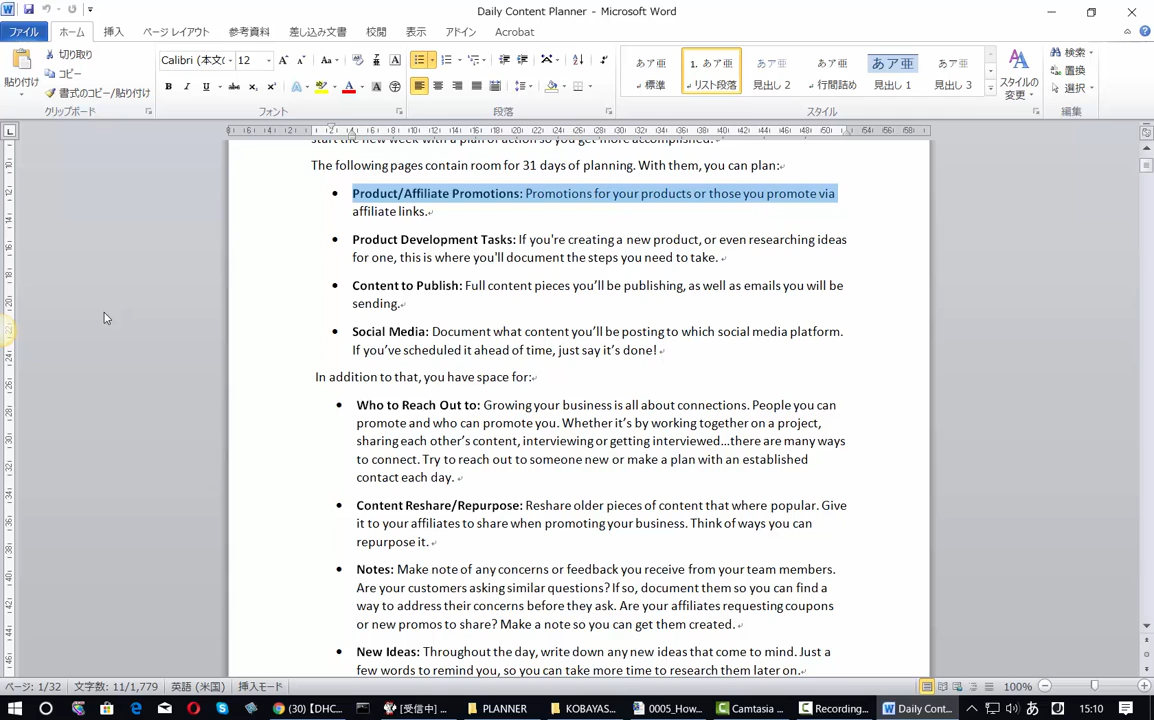 Daily Content Planner - Microsoft Word
ファイル ホーム 挿入 ページ レイアウト 参考資料 差し込み文書 校閲 表示 アドイン Acrobat
貼り付け
切り取り
コピー
書式のコピー/貼り付け
クリップボード
Calibri (本文( 12
フォント
段落
あア亜 標準
1. あア亜 リスト段落
あア亜 見出し 2
あア亜 行間詰め
あア亜 見出し 1
あア亜 見出し 3
スタイルの変更
スタイル
検索
置換
選択
編集
start the new week with a plan of action so you get more accomplished.
The following pages contain room for 31 days of planning. With them, you can plan:
• Product/Affiliate Promotions: Promotions for your products or those you promote via
affiliate links.
• Product Development Tasks: If you're creating a new product, or even researching ideas
for one, this is where you'll document the steps you need to take.
• Content to Publish: Full content pieces you'll be publishing, as well as emails you will be
sending.
• Social Media: Document what content you'll be posting to which social media platform.
If you've scheduled it ahead of time, just say it's done!
In addition to that, you have space for:
• Who to Reach Out to: Growing your business is all about connections. People you can
promote and who can promote you. Whether it's by working together on a project,
sharing each other's content, interviewing or getting interviewed...there are many ways
to connect. Try to reach out to someone new or make a plan with an established
contact each day.
• Content Reshare/Repurpose: Reshare older pieces of content that where popular. Give
it to your affiliates to share when promoting your business. Think of ways you can
repurpose it.
• Notes: Make note of any concerns or feedback you receive from your team members.
Are your customers asking similar questions? If so, document them so you can find a
way to address their concerns before they ask. Are your affiliates requesting coupons
or new promos to share? Make a note so you can get them created.
• New Ideas: Throughout the day, write down any new ideas that come to mind. Just a
few words to remind you, so you can take more time to research them later on.
ページ: 1/32 文字数: 11/1,779 英語 (米国) 挿入モード 100%
(30)【DHC... [受信中]... PLANNER KOBAYAS... 0005_How... Camtasia ... Recording... Daily Cont... あ 15:10